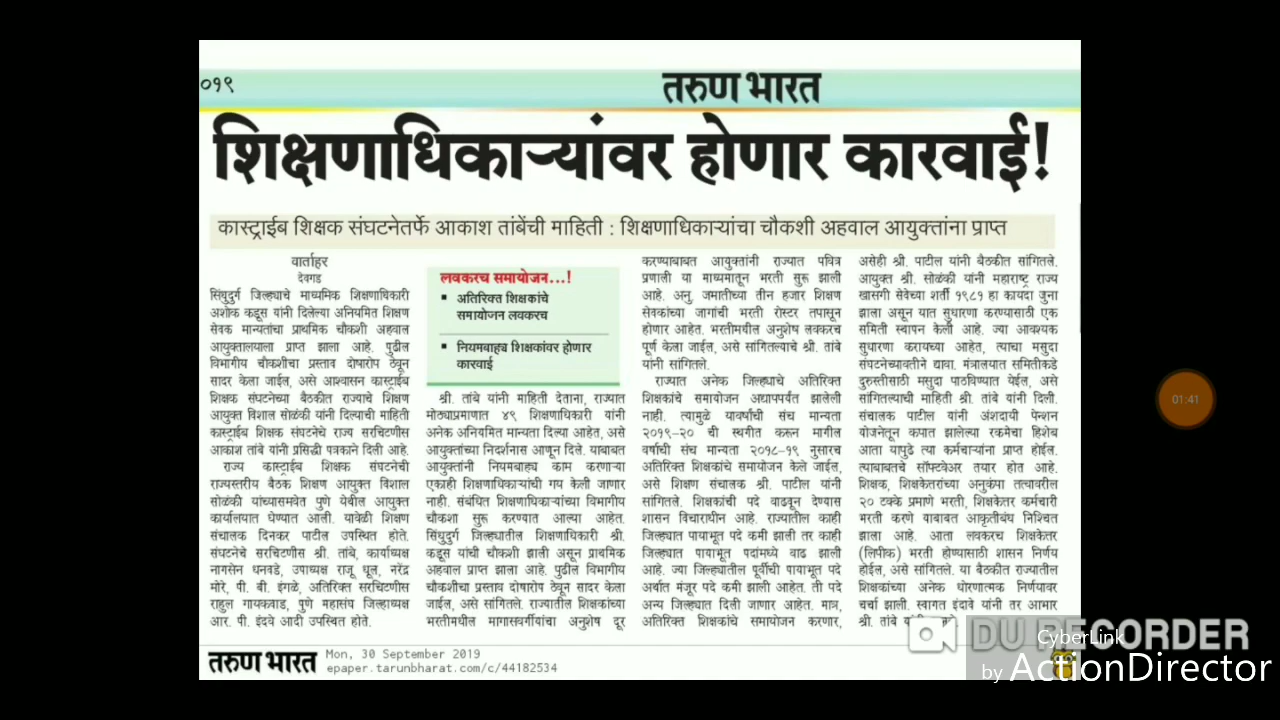 ०१९
तरुण भारत
शिक्षणाधिकाऱ्यांवर होणार कारवाई!
कास्ट्राईब शिक्षक संघटनेतर्फे आकाश तांबेंची माहिती : शिक्षणाधिकाऱ्यांचा चौकशी अहवाल आयुक्तांना प्राप्त
वार्ताहर
देवगड
सिंधुदुर्ग जिल्ह्याचे माध्यमिक शिक्षणाधिकारी
अशोक कडूस यांनी दिलेल्या अनियमित शिक्षण
सेवक मान्यतांचा प्राथमिक चौकशी अहवाल
आयुक्तालयाला प्राप्त झाला आहे. पुढील
विभागीय चौकशीचा प्रस्ताव दोषारोप ठेवून
सादर केला जाईल, असे आश्वासन कास्ट्राईब
शिक्षक संघटनेच्या बैठकीत राज्याचे शिक्षण
आयुक्त विशाल सोळंकी यांनी दिल्याची माहिती
कास्ट्राईब शिक्षक संघटनेचे राज्य सरचिटणीस
आकाश तांबे यांनी प्रसिद्धी पत्रकाने दिली आहे.
राज्य कास्ट्राईब शिक्षक संघटनेची
राज्यस्तरीय बैठक शिक्षण आयुक्त विशाल
सोळंकी यांच्यासमवेत पुणे येथील आयुक्त
कार्यालयात घेण्यात आली. यावेळी शिक्षण
संचालक दिनकर पाटील उपस्थित होते.
संघटनेचे सरचिटणीस श्री. तांबे, कार्याध्यक्ष
नागसेन धनवडे, उपाध्यक्ष राजू धूल, नरेंद्र
मोरे, पी. बी. इंगळे, अतिरिक्त सरचिटणीस
राहुल गायकवाड, पुणे महासंघ जिल्हाध्यक्ष
आर. पी. इंदवे आदी उपस्थित होते.
लवकरच समायोजन...!
▪ अतिरिक्त शिक्षकांचे
समायोजन लवकरच
▪ नियमबाह्य शिक्षकांवर होणार
कारवाई
श्री. तांबे यांनी माहिती देताना, राज्यात
मोठ्याप्रमाणात ४९ शिक्षणाधिकारी यांनी
अनेक अनियमित मान्यता दिल्या आहेत, असे
आयुक्तांच्या निदर्शनास आणून दिले. याबाबत
आयुक्तांनी नियमबाह्य काम करणाऱ्या
एकाही शिक्षणाधिकाऱ्यांची गय केली जाणार
नाही. संबंधित शिक्षणाधिकाऱ्यांच्या विभागीय
चौकशा सुरू करण्यात आल्या आहेत.
सिंधुदुर्ग जिल्ह्यातील शिक्षणाधिकारी श्री.
कडूस यांची चौकशी झाली असून प्राथमिक
अहवाल प्राप्त झाला आहे. पुढील विभागीय
चौकशीचा प्रस्ताव दोषारोप ठेवून सादर केला
जाईल, असे सांगितले. राज्यातील शिक्षकांच्या
भरतीमधील मागासवर्गीयांचा अनुशेष दूर
करण्याबाबत आयुक्तांनी राज्यात पवित्र
प्रणाली या माध्यमातून भरती सुरू झाली
आहे. अनु. जमातीच्या तीन हजार शिक्षण
सेवकांच्या जागांची भरती रोस्टर तपासून
होणार आहेत. भरतीमधील अनुशेष लवकरच
पूर्ण केला जाईल, असे सांगितल्याचे श्री. तांबे
यांनी सांगितले.
राज्यात अनेक जिल्ह्याचे अतिरिक्त
शिक्षकांचे समायोजन अद्यापपर्यंत झालेली
नाही. त्यामुळे यावर्षाची संच मान्यता
२०१९-२० ची स्थगीत करून मागील
वर्षाची संच मान्यता २०१८-१९ नुसारच
अतिरिक्त शिक्षकांचे समायोजन केले जाईल,
असे शिक्षण संचालक श्री. पाटील यांनी
सांगितले. शिक्षकांची पदे वाढवून देण्यास
शासन विचाराधीन आहे. राज्यातील काही
जिल्ह्यात पायाभूत पदे कमी झाली तर काही
जिल्ह्यात पायाभूत पदांमध्ये वाढ झाली
आहे. ज्या जिल्ह्यातील पूर्वीची पायाभूत पदे
अर्थात मंजूर पदे कमी झाली आहेत. ती पदे
अन्य जिल्ह्यात दिली जाणार आहेत. मात्र,
अतिरिक्त शिक्षकांचे समायोजन करणार,
असेही श्री. पाटील यांनी बैठकीत सांगितले.
आयुक्त श्री. सोळंकी यांनी महाराष्ट्र राज्य
खासगी सेवेच्या शर्ती १९८१ हा कायदा जुना
झाला असून यात सुधारणा करण्यासाठी एक
समिती स्थापन केली आहे. ज्या आवश्यक
सुधारणा करायच्या आहेत, त्याचा मसुदा
संघटनेच्यावतीने द्यावा. मंत्रालयात समितीकडे
दुरुस्तीसाठी मसुदा पाठविण्यात येईल, असे
सांगितल्याची माहिती श्री. तांबे यांनी दिली.
संचालक पाटील यांनी अंशदायी पेन्शन
योजनेतून कपात झालेल्या रकमेचा हिशेब
आता यापुढे त्या कर्मचाऱ्यांना प्राप्त होईल.
त्याबाबतचे सॉफ्टवेअर तयार होत आहे.
शिक्षक, शिक्षकेतरांच्या अनुकंपा तत्वावरील
२० टक्के प्रमाणे भरती, शिक्षकेतर कर्मचारी
भरती करणे याबाबत आकृतीबंध निश्चित
झाला आहे. आता लवकरच शिक्षकेतर
(लिपीक) भरती होण्यासाठी शासन निर्णय
होईल, असे सांगितले. या बैठकीत राज्यातील
शिक्षकांच्या अनेक धोरणात्मक निर्णयावर
चर्चा झाली. स्वागत इंदावे यांनी तर आभार
श्री. तांबे
तरुण भारत
Mon, 30 September 2019
epaper.tarunbharat.com/c/44182534
01:41
DU RECORDER
CyberLink
by ActionDirector